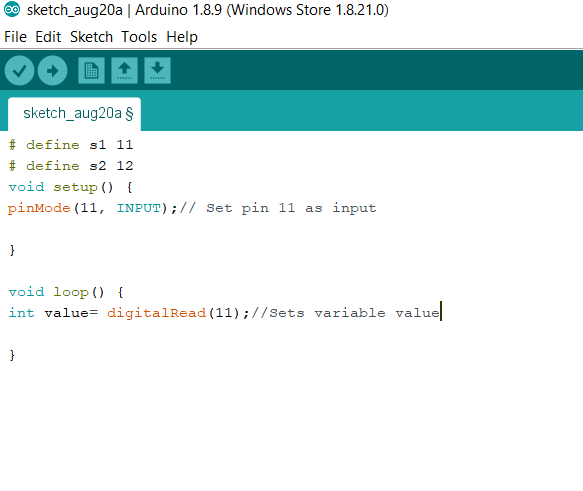 sketch_aug20a | Arduino 1.8.9 (Windows Store 1.8.21.0)
File Edit Sketch Tools Help
sketch_aug20a §
# define s1 11
# define s2 12
void setup() {
pinMode(11, INPUT);// Set pin 11 as input
}
void loop() {
int value= digitalRead(11);//Sets variable value
}